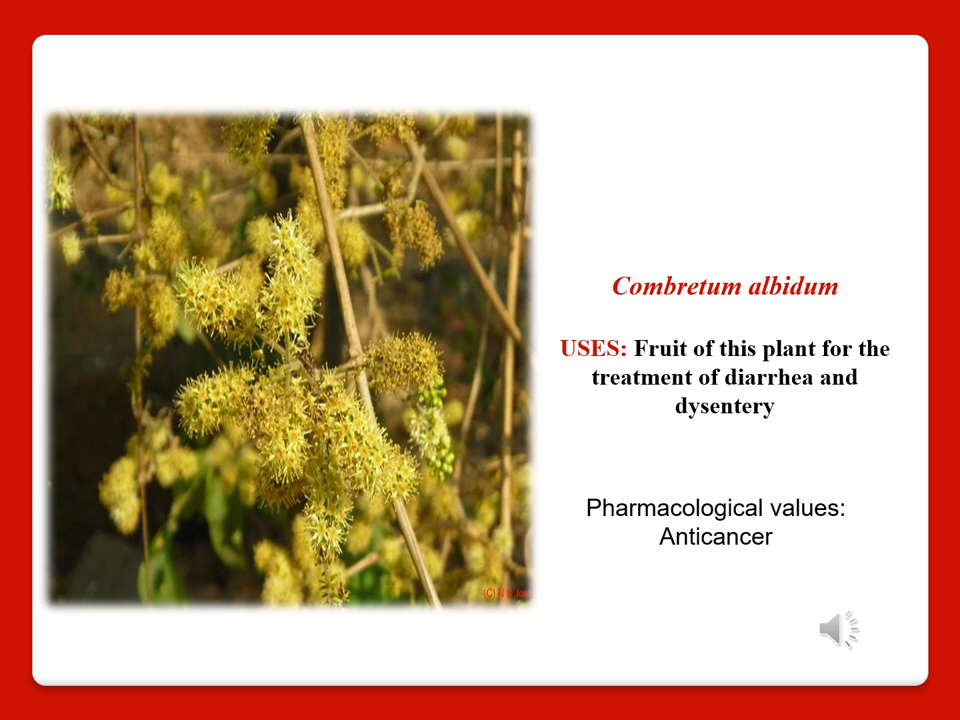 Combretum albidum
USES: Fruit of this plant for the
treatment of diarrhea and
dysentery
Pharmacological values:
Anticancer